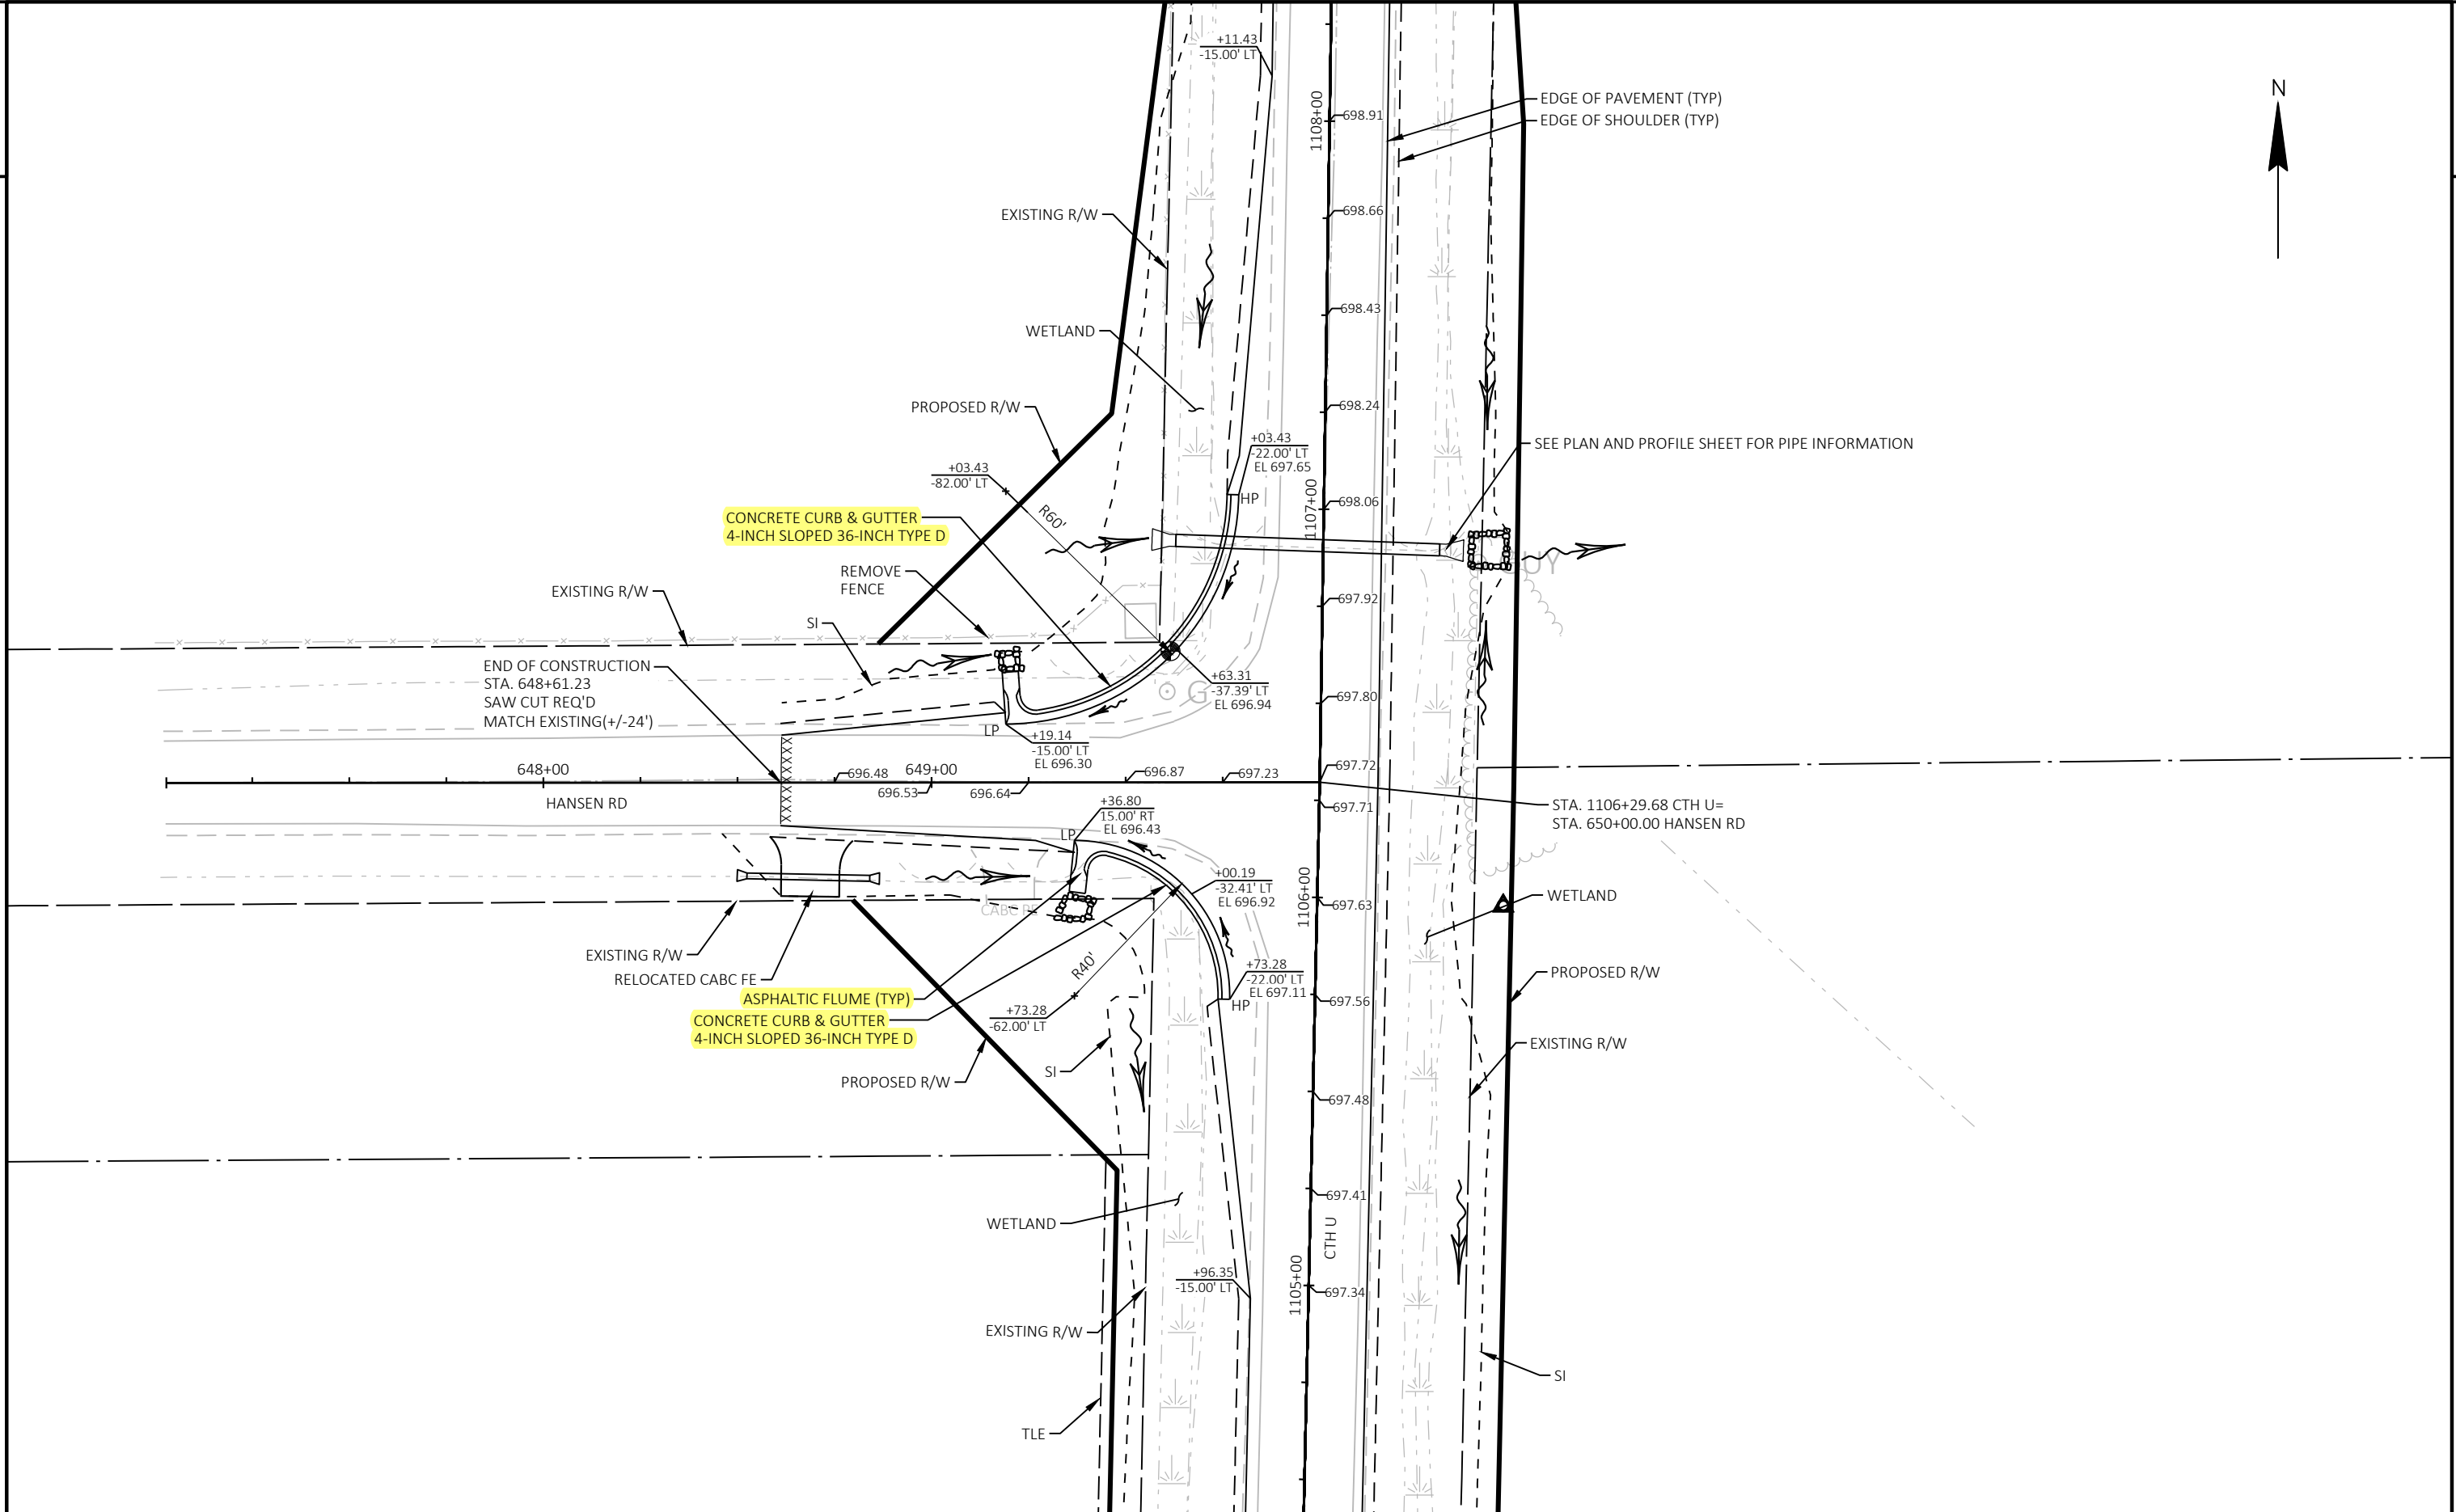 +11.43
-15.00' LT
N
EDGE OF PAVEMENT (TYP)
EDGE OF SHOULDER (TYP)
1108+00
698.91
EXISTING R/W
698.66
698.43
WETLAND
PROPOSED R/W
698.24
+03.43
-22.00' LT
EL 697.65
SEE PLAN AND PROFILE SHEET FOR PIPE INFORMATION
+03.43
-82.00' LT
HP
1107+00
698.06
R60'
CONCRETE CURB & GUTTER
4-INCH SLOPED 36-INCH TYPE D
GUY
REMOVE
FENCE
EXISTING R/W
697.92
SI
END OF CONSTRUCTION
STA. 648+61.23
SAW CUT REQ'D
MATCH EXISTING(+/-24')
+63.31
-37.39' LT
EL 696.94
G
697.80
LP
+19.14
-15.00' LT
EL 696.30
648+00
649+00
696.48
696.53
696.64
696.87
697.23
697.72
HANSEN RD
+36.80
15.00' RT
EL 696.43
LP
697.71
STA. 1106+29.68 CTH U=
STA. 650+00.00 HANSEN RD
+00.19
-32.41' LT
EL 696.92
1106+00
697.63
WETLAND
CABC FE
EXISTING R/W
RELOCATED CABC FE
R40'
+73.28
-22.00' LT
EL 697.11
HP
697.56
PROPOSED R/W
ASPHALTIC FLUME (TYP)
CONCRETE CURB & GUTTER
4-INCH SLOPED 36-INCH TYPE D
+73.28
-62.00' LT
EXISTING R/W
SI
PROPOSED R/W
697.48
697.41
WETLAND
CTH U
+96.35
-15.00' LT
1105+00
697.34
EXISTING R/W
SI
TLE